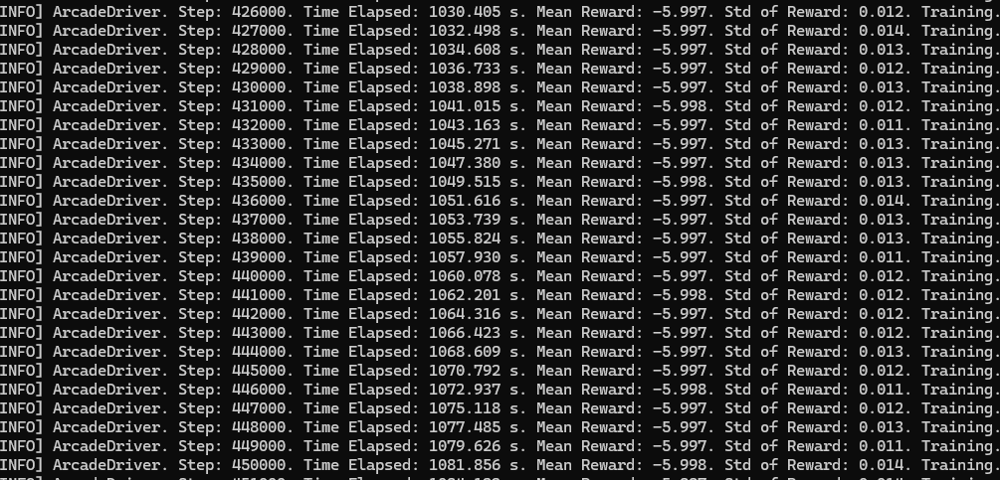 INFO] ArcadeDriver. Step: 426000. Time Elapsed: 1030.405 s. Mean Reward: -5.997. Std of Reward: 0.012. Training.
INFO] ArcadeDriver. Step: 427000. Time Elapsed: 1032.498 s. Mean Reward: -5.997. Std of Reward: 0.014. Training.
INFO] ArcadeDriver. Step: 428000. Time Elapsed: 1034.608 s. Mean Reward: -5.997. Std of Reward: 0.013. Training.
INFO] ArcadeDriver. Step: 429000. Time Elapsed: 1036.733 s. Mean Reward: -5.997. Std of Reward: 0.012. Training.
INFO] ArcadeDriver. Step: 430000. Time Elapsed: 1038.898 s. Mean Reward: -5.997. Std of Reward: 0.013. Training.
INFO] ArcadeDriver. Step: 431000. Time Elapsed: 1041.015 s. Mean Reward: -5.998. Std of Reward: 0.012. Training.
INFO] ArcadeDriver. Step: 432000. Time Elapsed: 1043.163 s. Mean Reward: -5.997. Std of Reward: 0.011. Training.
INFO] ArcadeDriver. Step: 433000. Time Elapsed: 1045.271 s. Mean Reward: -5.997. Std of Reward: 0.013. Training.
INFO] ArcadeDriver. Step: 434000. Time Elapsed: 1047.380 s. Mean Reward: -5.997. Std of Reward: 0.013. Training.
INFO] ArcadeDriver. Step: 435000. Time Elapsed: 1049.515 s. Mean Reward: -5.998. Std of Reward: 0.013. Training.
INFO] ArcadeDriver. Step: 436000. Time Elapsed: 1051.616 s. Mean Reward: -5.997. Std of Reward: 0.014. Training.
INFO] ArcadeDriver. Step: 437000. Time Elapsed: 1053.739 s. Mean Reward: -5.997. Std of Reward: 0.013. Training.
INFO] ArcadeDriver. Step: 438000. Time Elapsed: 1055.824 s. Mean Reward: -5.997. Std of Reward: 0.013. Training.
INFO] ArcadeDriver. Step: 439000. Time Elapsed: 1057.930 s. Mean Reward: -5.997. Std of Reward: 0.011. Training.
INFO] ArcadeDriver. Step: 440000. Time Elapsed: 1060.078 s. Mean Reward: -5.997. Std of Reward: 0.012. Training.
INFO] ArcadeDriver. Step: 441000. Time Elapsed: 1062.201 s. Mean Reward: -5.998. Std of Reward: 0.012. Training.
INFO] ArcadeDriver. Step: 442000. Time Elapsed: 1064.316 s. Mean Reward: -5.997. Std of Reward: 0.012. Training.
INFO] ArcadeDriver. Step: 443000. Time Elapsed: 1066.423 s. Mean Reward: -5.997. Std of Reward: 0.012. Training.
INFO] ArcadeDriver. Step: 444000. Time Elapsed: 1068.609 s. Mean Reward: -5.997. Std of Reward: 0.013. Training.
INFO] ArcadeDriver. Step: 445000. Time Elapsed: 1070.792 s. Mean Reward: -5.997. Std of Reward: 0.012. Training.
INFO] ArcadeDriver. Step: 446000. Time Elapsed: 1072.937 s. Mean Reward: -5.998. Std of Reward: 0.011. Training.
INFO] ArcadeDriver. Step: 447000. Time Elapsed: 1075.118 s. Mean Reward: -5.997. Std of Reward: 0.012. Training.
INFO] ArcadeDriver. Step: 448000. Time Elapsed: 1077.485 s. Mean Reward: -5.997. Std of Reward: 0.013. Training.
INFO] ArcadeDriver. Step: 449000. Time Elapsed: 1079.626 s. Mean Reward: -5.997. Std of Reward: 0.011. Training.
INFO] ArcadeDriver. Step: 450000. Time Elapsed: 1081.856 s. Mean Reward: -5.998. Std of Reward: 0.014. Training.